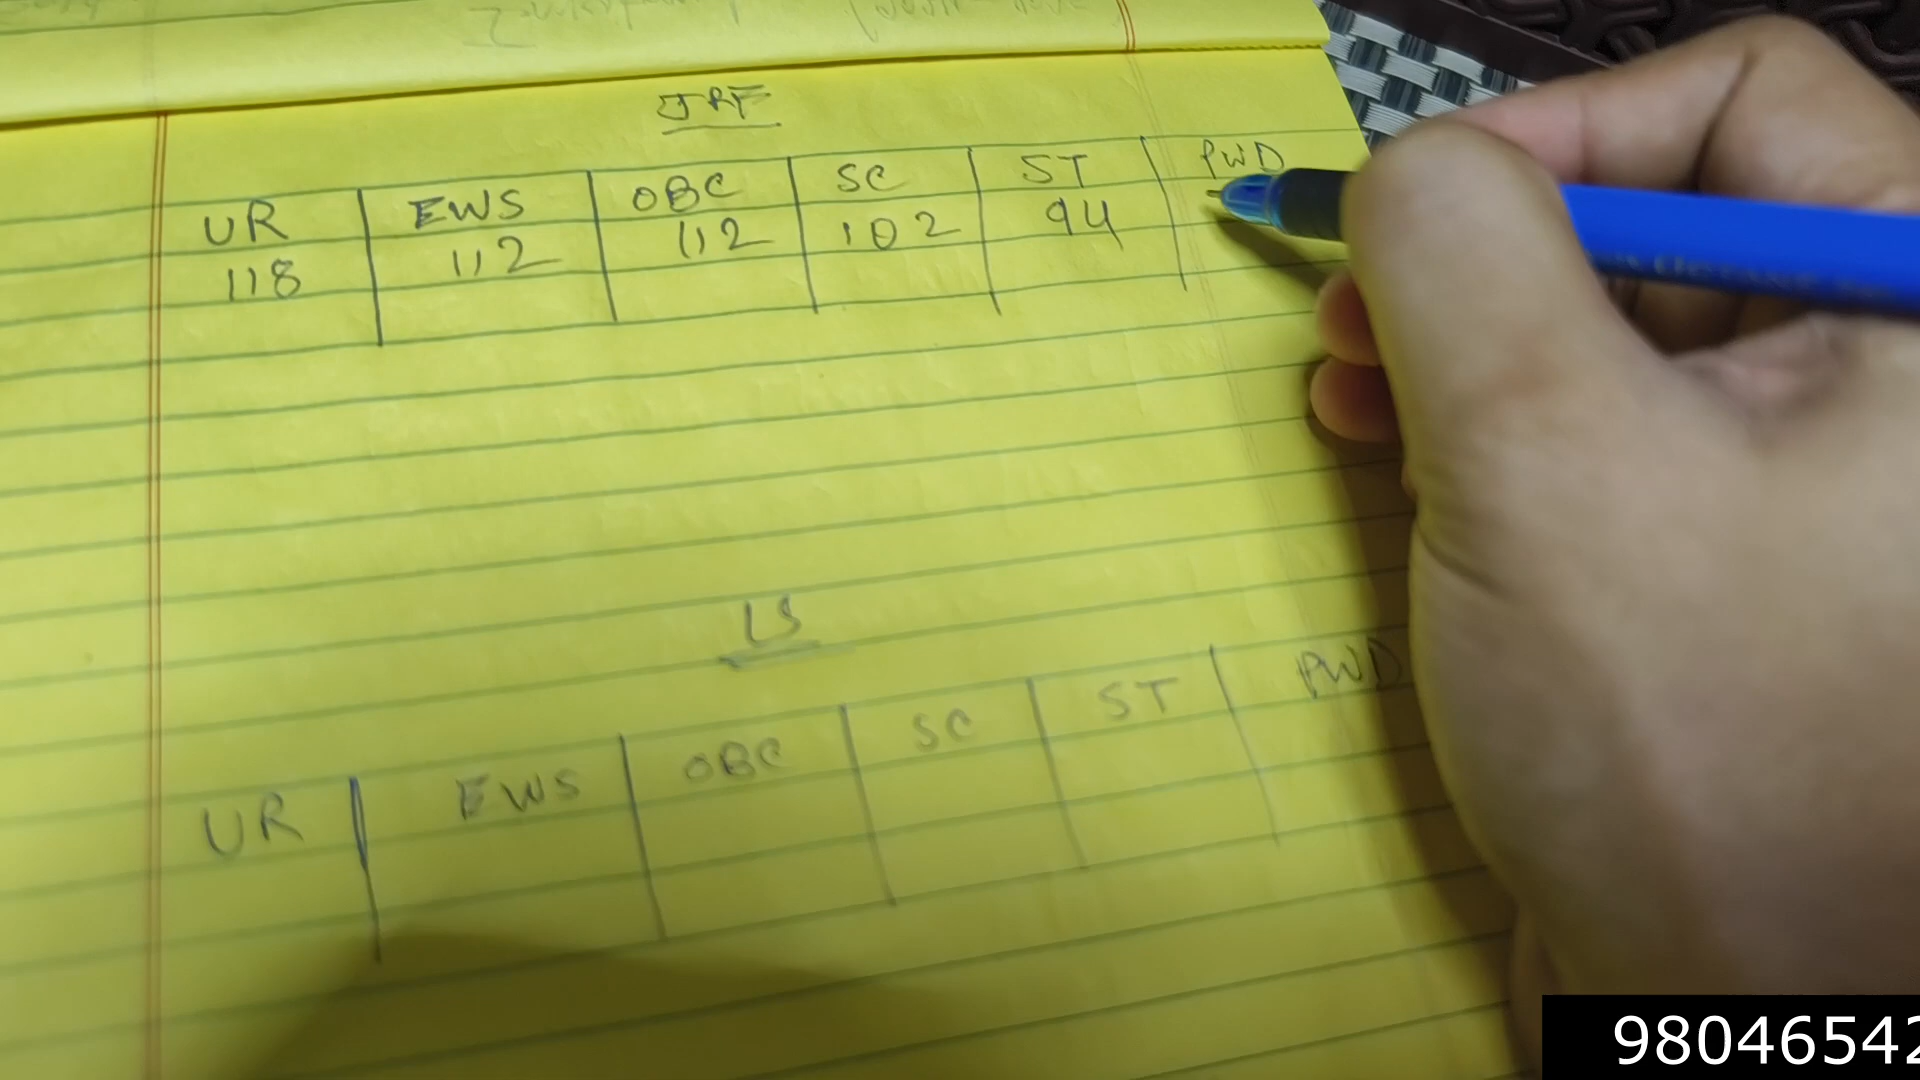 JRF
UR EWS OBC SC ST PWD
118 112 112 102 94
LS
UR EWS OBC SC ST PWD
98046542